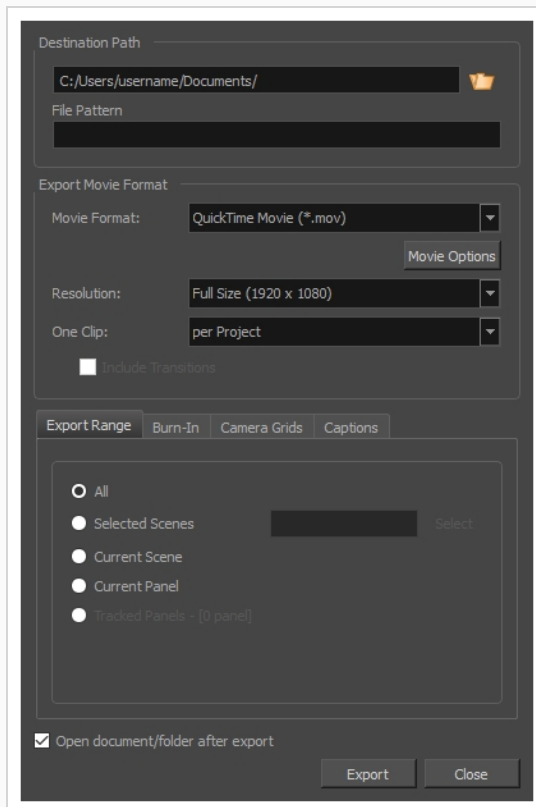 Destination Path
C:/Users/username/Documents/
File Pattern
Export Movie Format
Movie Format: QuickTime Movie (*.mov)
Movie Options
Resolution: Full Size (1920 x 1080)
One Clip: per Project
Include Transitions
Export Range Burn-In Camera Grids Captions
All
Selected Scenes Select
Current Scene
Current Panel
Tracked Panels - [0 panel]
Open document/folder after export
Export Close